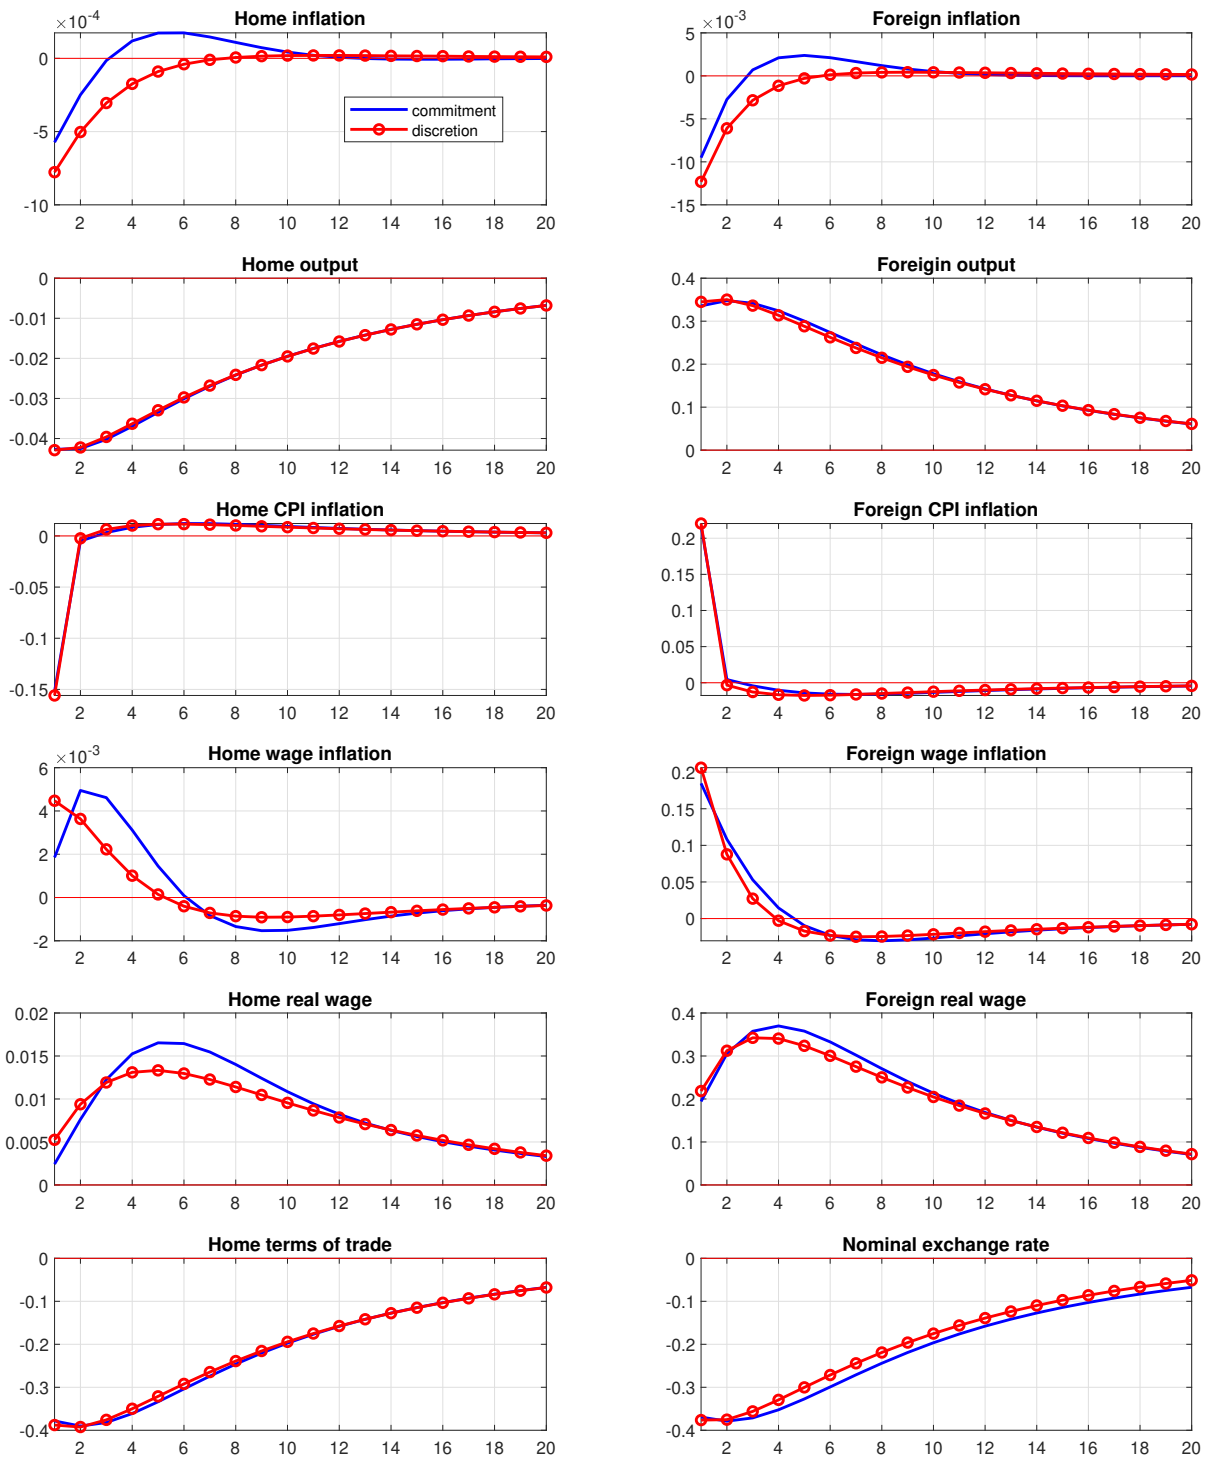 Home inflation
×10-4
0
-5
-10
2 4 6 8 10 12 14 16 18 20
commitment
discretion
Foreign inflation
×10-3
5
0
-5
-10
-15
2 4 6 8 10 12 14 16 18 20
Home output
0
-0.01
-0.02
-0.03
-0.04
2 4 6 8 10 12 14 16 18 20
Foreigin output
0.4
0.3
0.2
0.1
0
2 4 6 8 10 12 14 16 18 20
Home CPI inflation
0
-0.05
-0.1
-0.15
2 4 6 8 10 12 14 16 18 20
Foreign CPI inflation
0.2
0.15
0.1
0.05
0
2 4 6 8 10 12 14 16 18 20
Home wage inflation
×10-3
6
4
2
0
-2
2 4 6 8 10 12 14 16 18 20
Foreign wage inflation
0.2
0.15
0.1
0.05
0
2 4 6 8 10 12 14 16 18 20
Home real wage
0.02
0.015
0.01
0.005
0
2 4 6 8 10 12 14 16 18 20
Foreign real wage
0.4
0.3
0.2
0.1
0
2 4 6 8 10 12 14 16 18 20
Home terms of trade
0
-0.1
-0.2
-0.3
-0.4
2 4 6 8 10 12 14 16 18 20
Nominal exchange rate
0
-0.1
-0.2
-0.3
-0.4
2 4 6 8 10 12 14 16 18 20